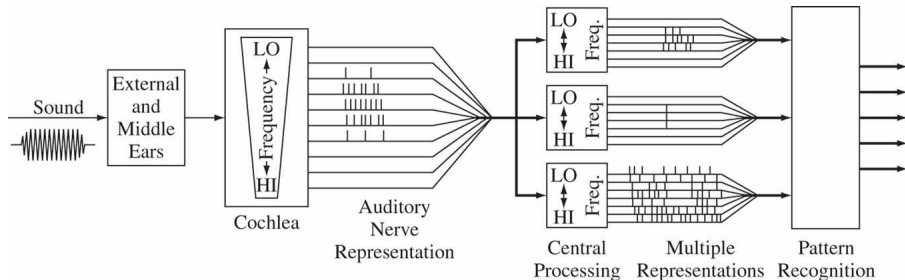 Sound
External
and
Middle
Ears
LO
Frequency
HI
Cochlea
Auditory
Nerve
Representation
LO
HI
Freq.
LO
HI
Freq.
LO
HI
Freq.
Central
Processing
Multiple
Representations
Pattern
Recognition